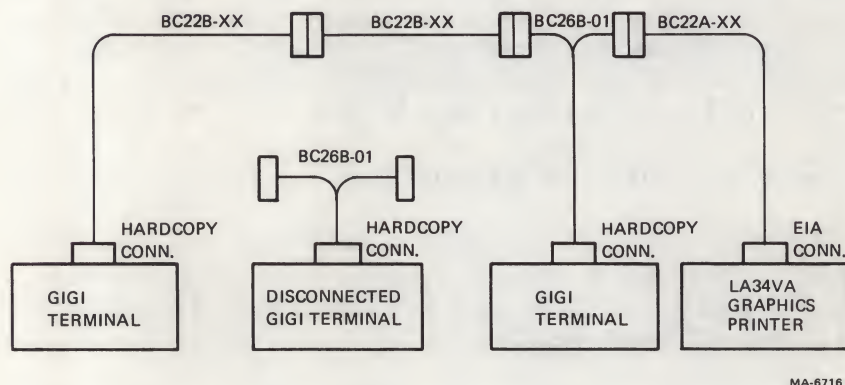 BC22B-XX
BC22B-XX
BC26B-01
BC22A-XX
BC26B-01
HARDCOPY
CONN.
HARDCOPY
CONN.
HARDCOPY
CONN.
EIA
CONN.
GIGI
TERMINAL
DISCONNECTED
GIGI TERMINAL
GIGI
TERMINAL
LA34VA
GRAPHICS
PRINTER
MA-6716